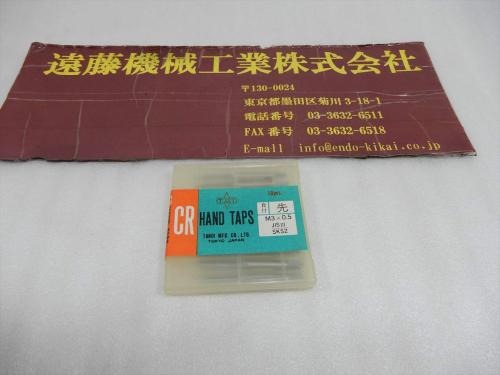 遠藤機械工業株式会社
〒130-0024
東京都墨田区菊川 3-18-1
電話番号 03-3632-6511
FAX番号 03-3632-6518
E-mail info@endo-kikai.co.jp
10pcs.
CR HAND TAPS
TANOI MFG. CO., LTD.
TOKYO JAPAN
先
M3×0.5
JIS III
SKS2